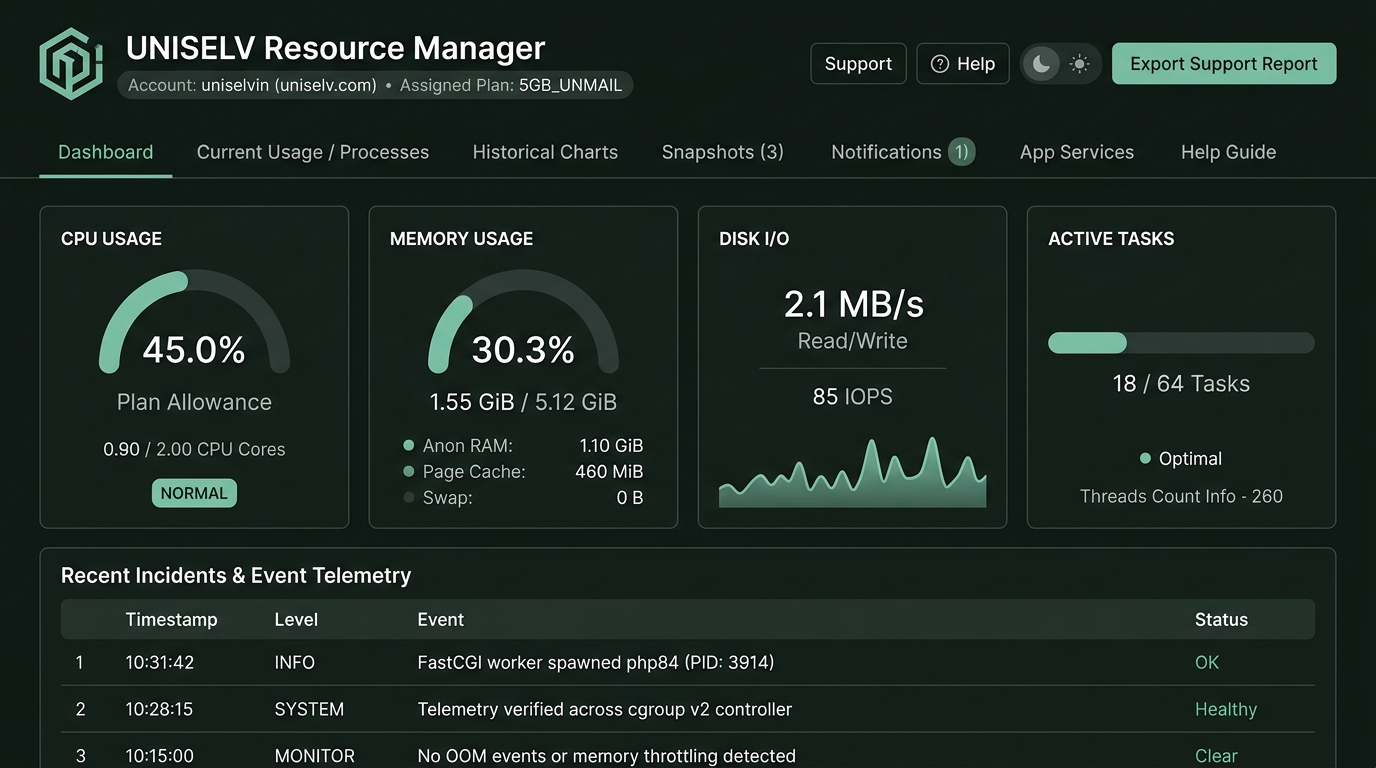 UNISELV Resource Manager
Account: uniselvin (uniselv.com) • Assigned Plan: 5GB_UNMAIL
Support
Help
Export Support Report
Dashboard
Current Usage / Processes
Historical Charts
Snapshots (3)
Notifications 1)
App Services
Help Guide
CPU USAGE
45.0%
Plan Allowance
0.90 / 2.00 CPU Cores
NORMAL
MEMORY USAGE
30.3%
1.55 GiB / 5.12 GiB
Anon RAM: 1.10 GiB
Page Cache: 460 MiB
Swap: 0 B
DISK I/O
2.1 MB/s
Read/Write
85 IOPS
ACTIVE TASKS
18 / 64 Tasks
Optimal
Threads Count Info - 260
Recent Incidents & Event Telemetry
Timestamp Level Event Status
1 10:31:42 INFO FastCGI worker spawned php84 (PID: 3914) OK
2 10:28:15 SYSTEM Telemetry verified across cgroup v2 controller Healthy
3 10:15:00 MONITOR No OOM events or memory throttling detected Clear